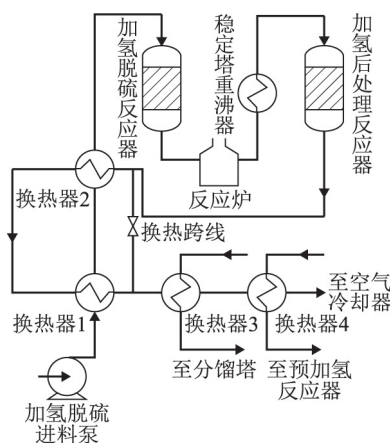 加氢脱硫反应器
稳定塔重沸器
加氢后处理反应器
反应炉
换热器2
换热跨线
换热器1
换热器3
换热器4
至空气
冷却器
至分馏塔
至预加氢
反应器
加氢脱硫
进料泵